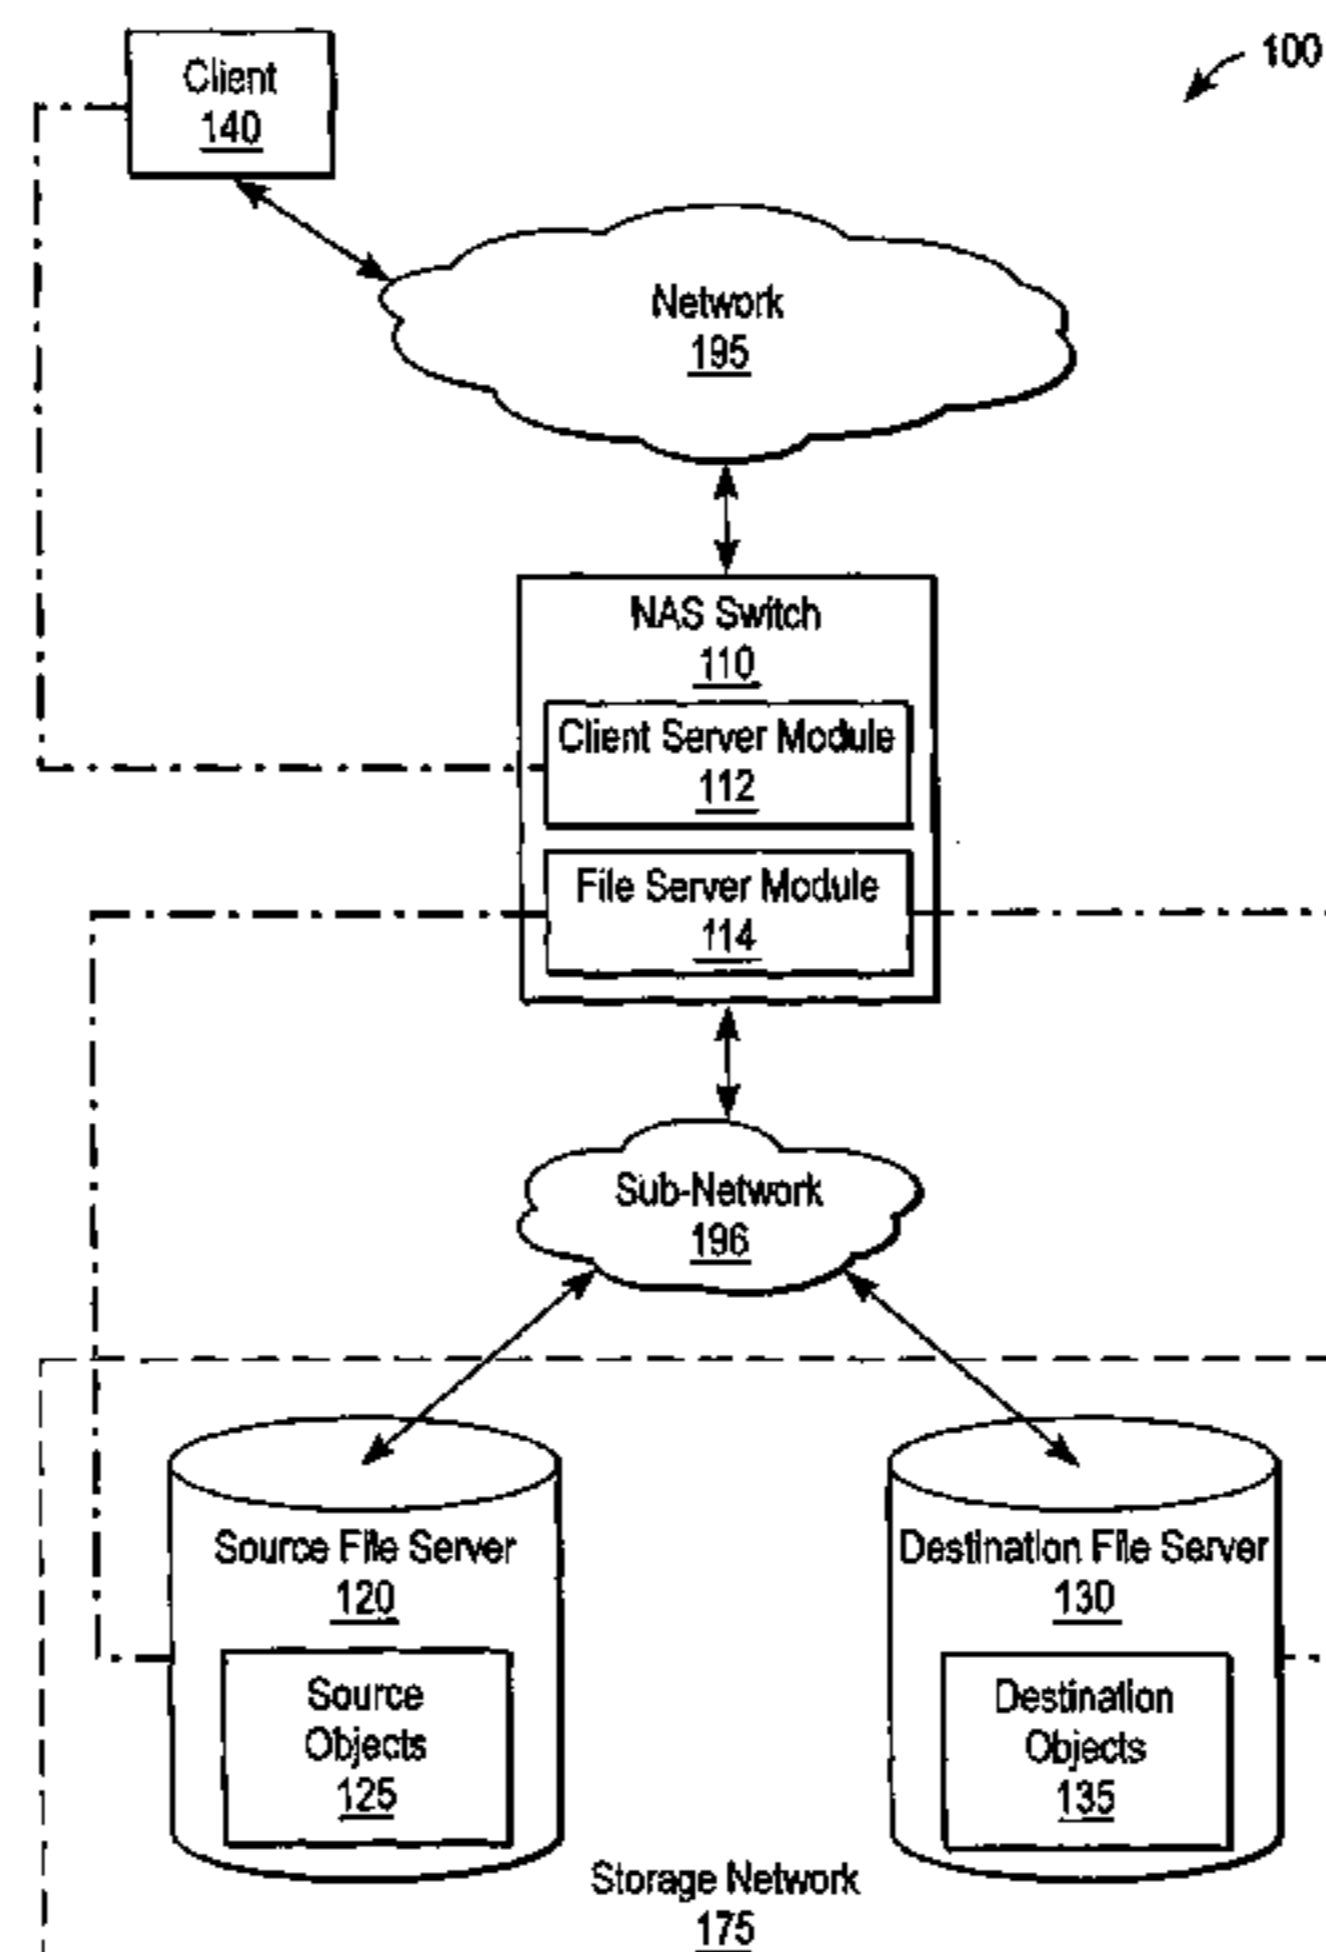 100
Client
140
Network
195
NAS Switch
110
Client Server Module
112
File Server Module
114
Sub-Network
196
Source File Server
120
Source
Objects
125
Destination File Server
130
Destination
Objects
135
Storage Network
175